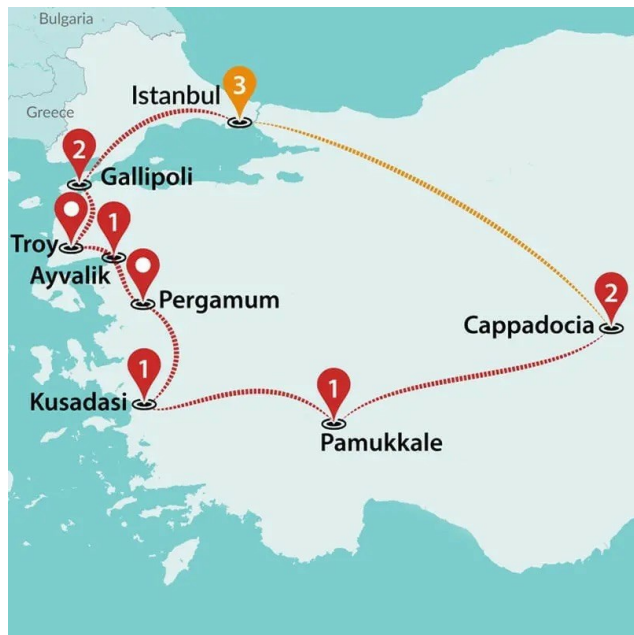 Bulgaria
3
Istanbul
Greece
2
Gallipoli
Troy
1
Ayvalik
Pergamum
2
Cappadocia
1
Kusadasi
1
Pamukkale